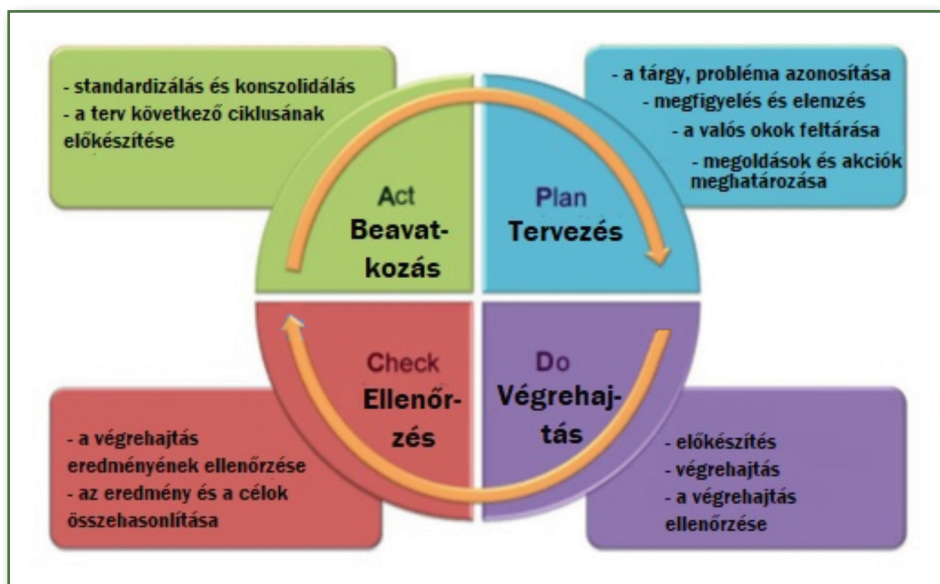 - standardizálás és konszolidálás
- a terv következő ciklusának
előkészítése
- a tárgy, probléma azonosítása
- megfigyelés és elemzés
- a valós okok feltárása
- megoldások és akciók
meghatározása
Act
Beavat-
kozás
Plan
Tervezés
Check
Ellenőr-
zés
Do
Végrehaj-
tás
- a végrehajtás
eredményének ellenőrzése
- az eredmény és a célok
összehasonlítása
- előkészítés
- végrehajtás
- a végrehajtás
ellenőrzése